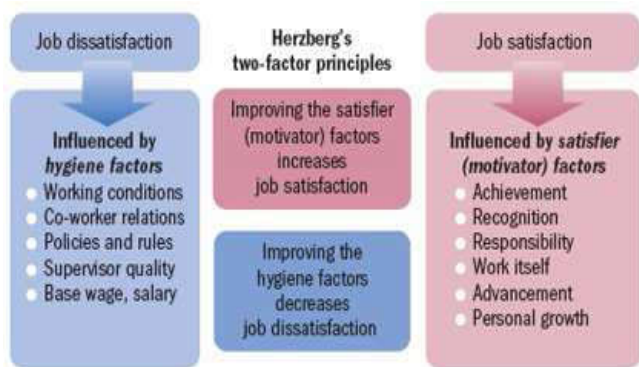 Job dissatisfaction
Influenced by
hygiene factors
Working conditions
Co-worker relations
Policies and rules
Supervisor quality
Base wage, salary
Herzberg's
two-factor principles
Improving the satisfier
(motivator) factors
increases
job satisfaction
Improving the
hygiene factors
decreases
job dissatisfaction
Job satisfaction
Influenced by satisfier
(motivator) factors
Achievement
Recognition
Responsibility
Work itself
Advancement
Personal growth